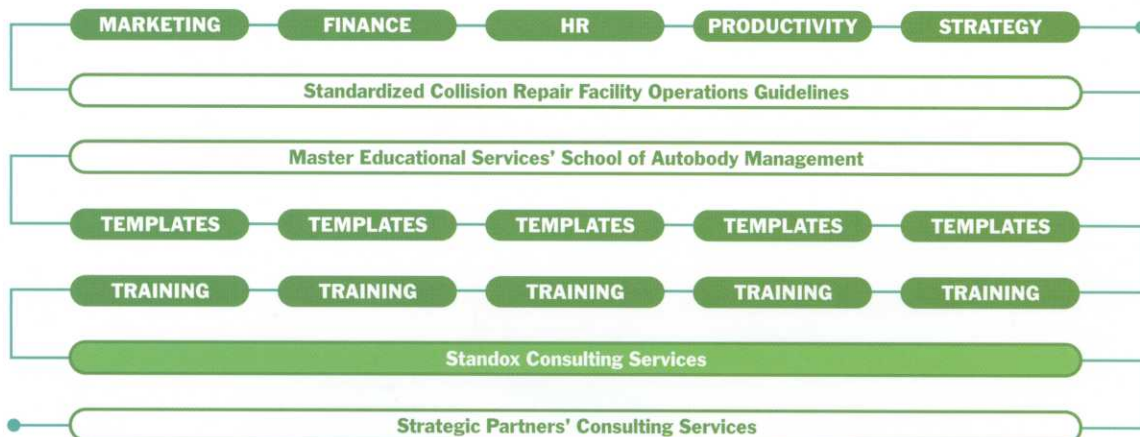 MARKETING FINANCE HR PRODUCTIVITY STRATEGY
Standardized Collision Repair Facility Operations Guidelines
Master Educational Services' School of Autobody Management
TEMPLATES TEMPLATES TEMPLATES TEMPLATES TEMPLATES
TRAINING TRAINING TRAINING TRAINING TRAINING
Standox Consulting Services
Strategic Partners' Consulting Services